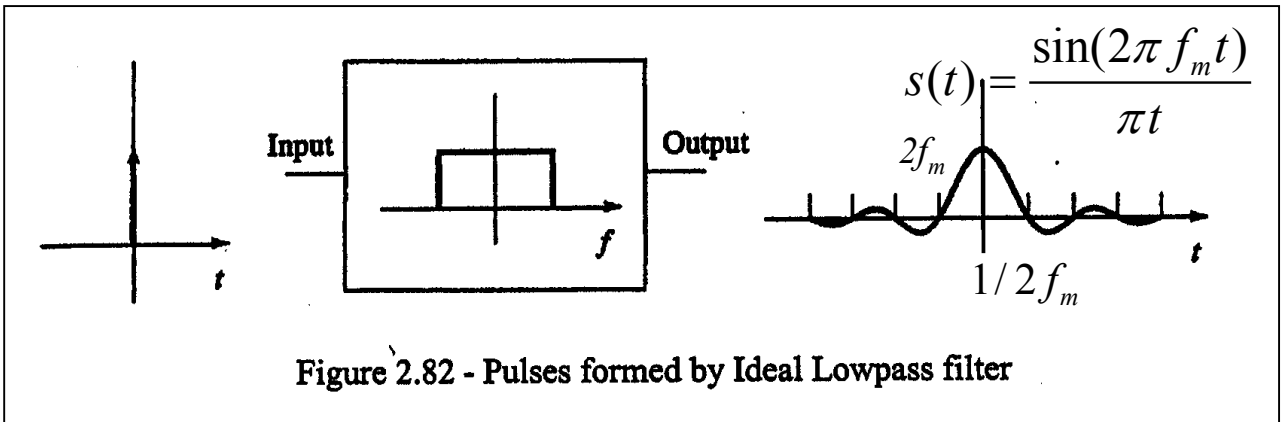 s(t) = sin(2π f_m t) / πt
Input
Output
2f_m
t
f
t
1/2f_m
Figure 2.82 - Pulses formed by Ideal Lowpass filter